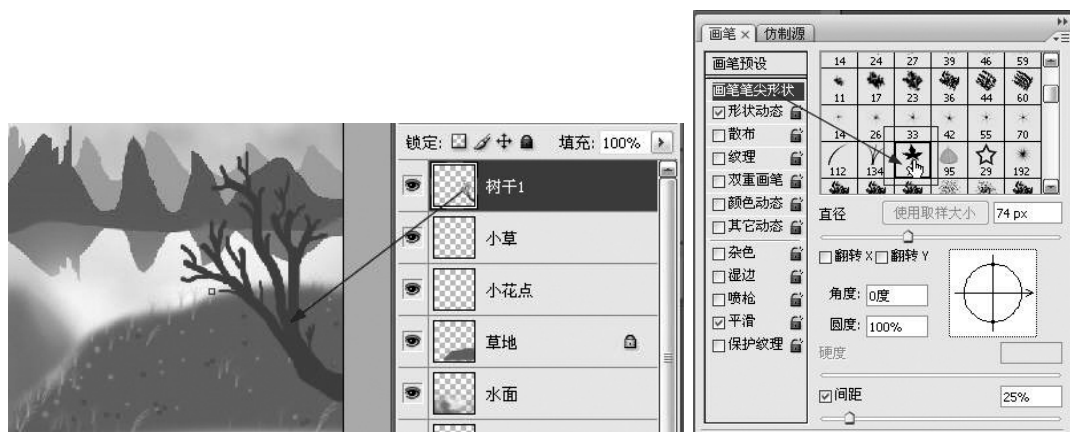 锁定: 填充: 100%
树干1
小草
小花点
草地
水面
画笔 × 仿制源
画笔预设
画笔笔尖形状
形状动态
散布
纹理
双重画笔
颜色动态
其它动态
杂色
湿边
喷枪
平滑
保护纹理
14 24 27 39 46 59
11 17 23 36 44 60
14 26 33 42 55 70
112 134 95 29 192
直径 使用取样大小 74 px
翻转 X 翻转 Y
角度: 0度
圆度: 100%
硬度
间距 25%